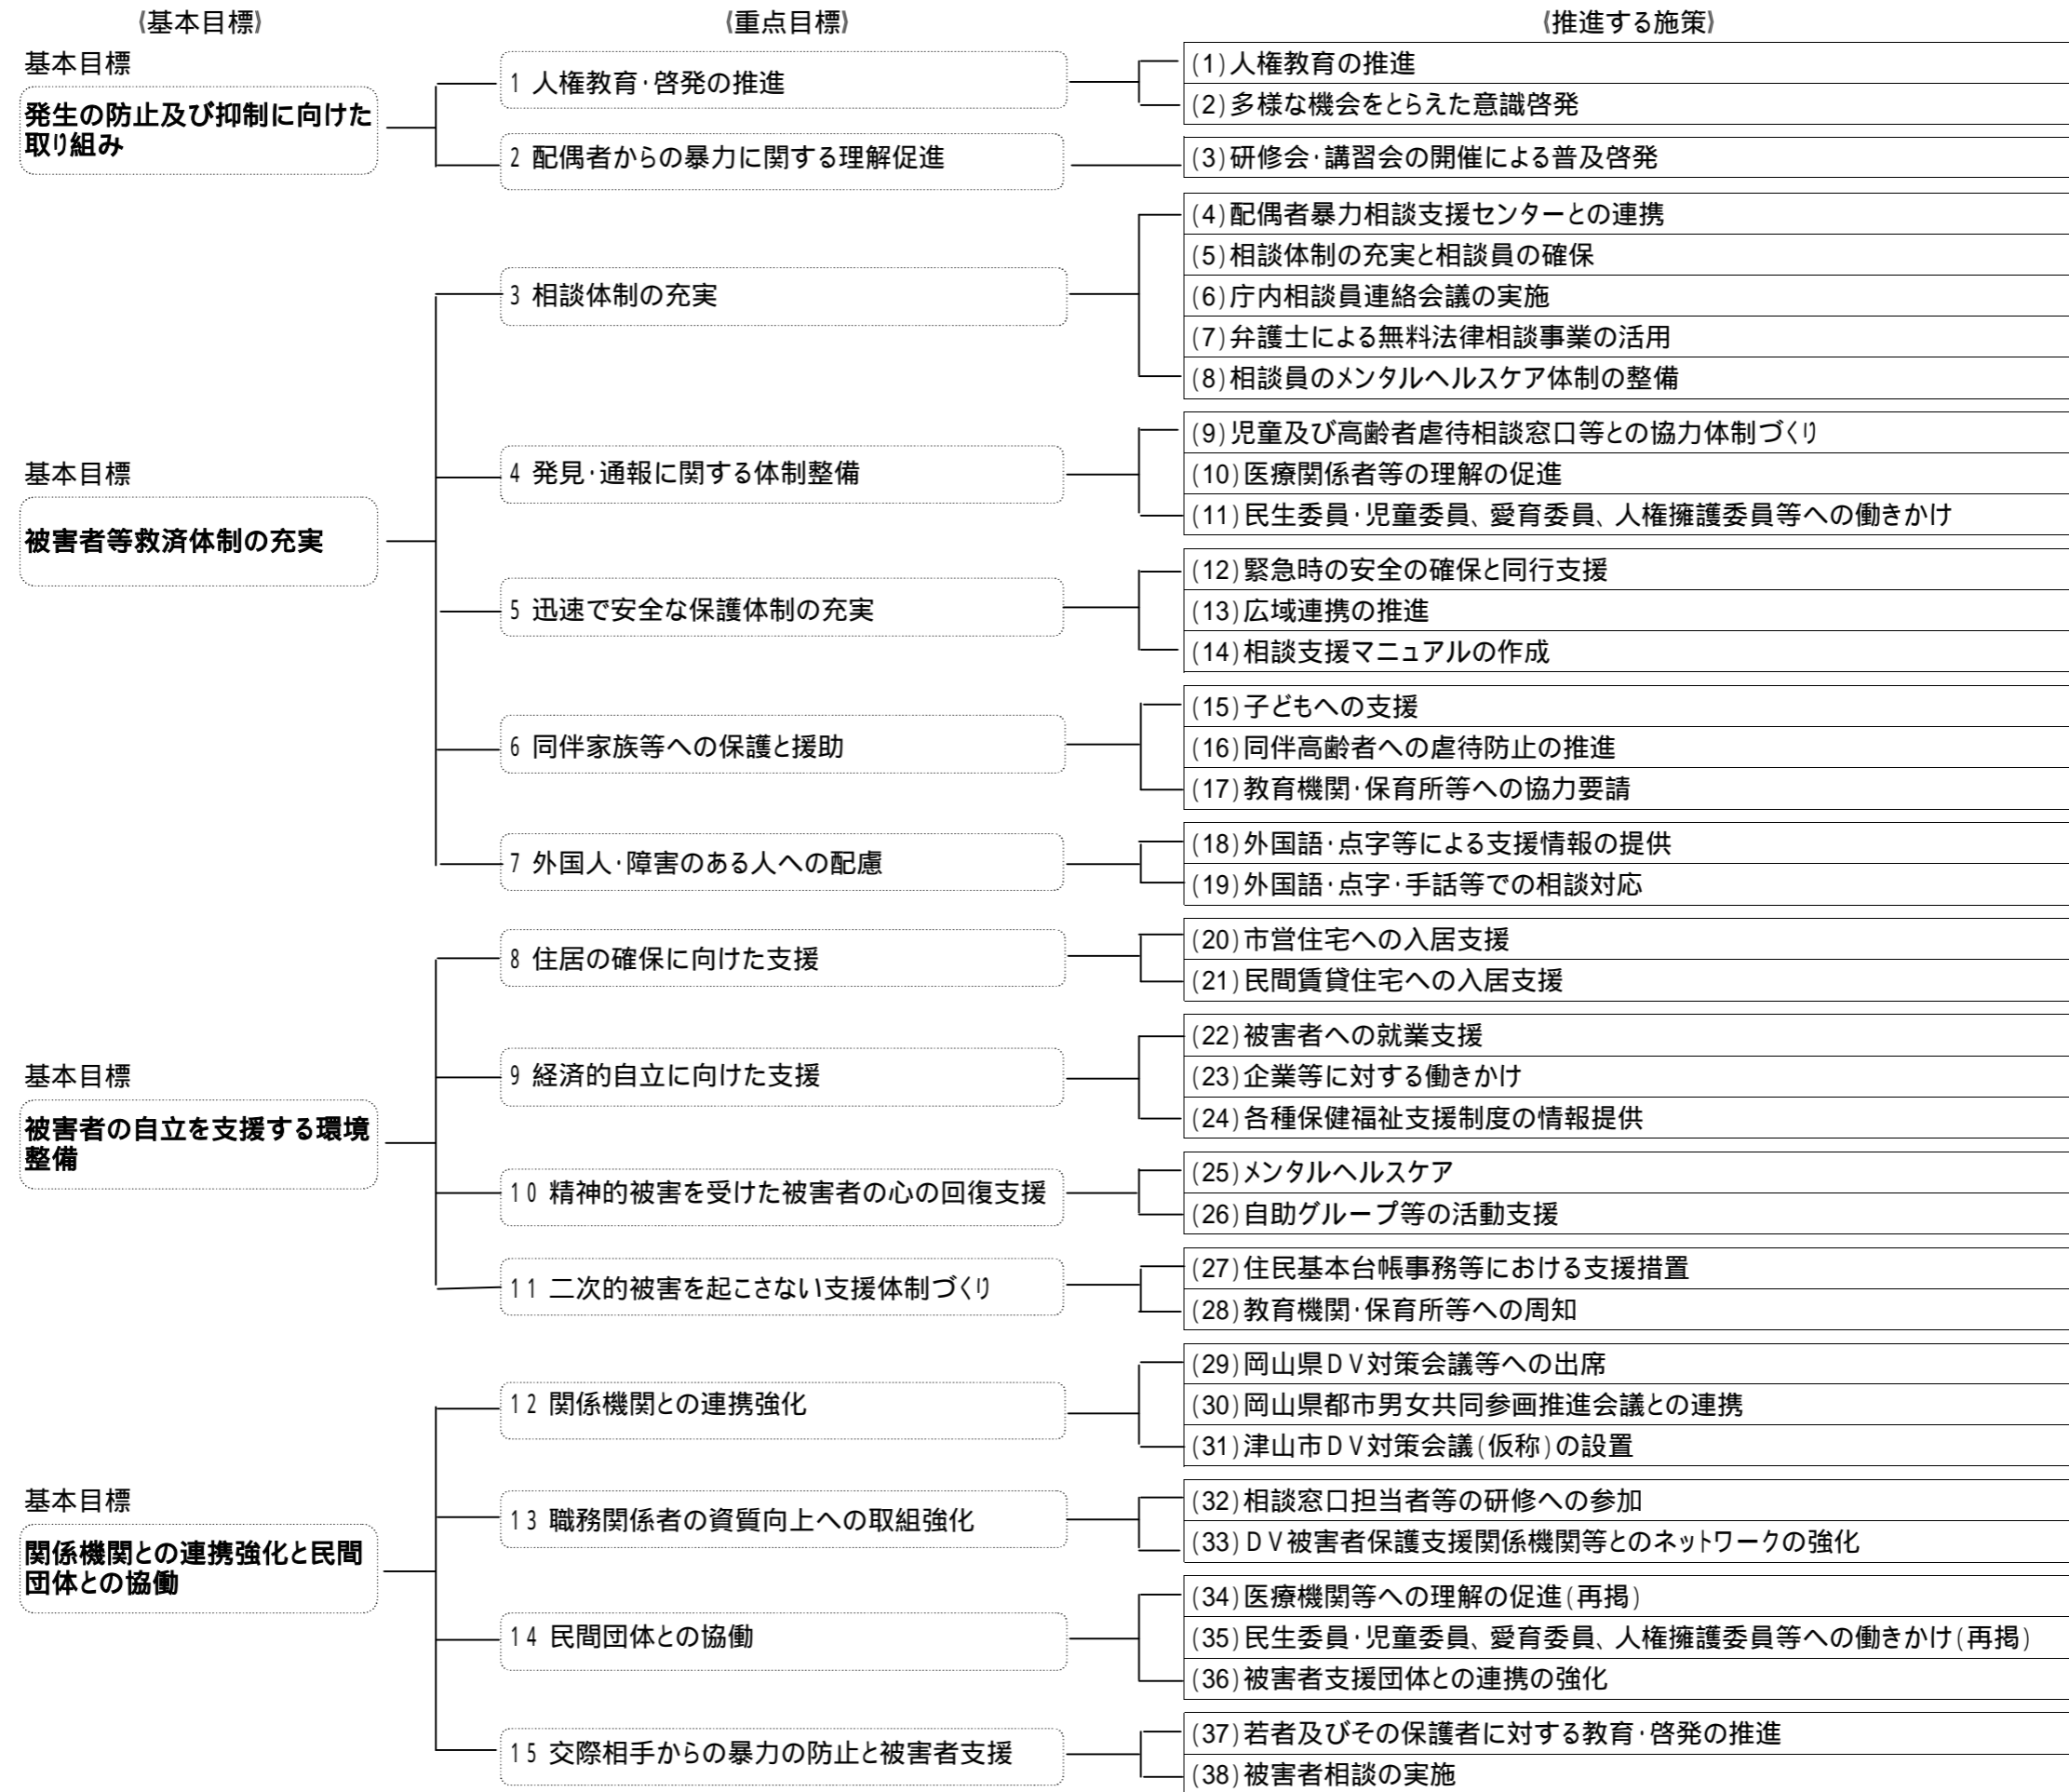 《基本目標》
《重点目標》
《推進する施策》
基本目標
発生の防止及び抑制に向けた
取り組み
1 人権教育・啓発の推進
(1)人権教育の推進
(2)多様な機会をとらえた意識啓発
2 配偶者からの暴力に関する理解促進
(3)研修会・講習会の開催による普及啓発
基本目標
被害者等救済体制の充実
3 相談体制の充実
(4)配偶者暴力相談支援センターとの連携
(5)相談体制の充実と相談員の確保
(6)庁内相談員連絡会議の実施
(7)弁護士による無料法律相談事業の活用
(8)相談員のメンタルヘルスケア体制の整備
4 発見・通報に関する体制整備
(9)児童及び高齢者虐待相談窓口等との協力体制づくり
(10)医療関係者等の理解の促進
(11)民生委員・児童委員、愛育委員、人権擁護委員等への働きかけ
5 迅速で安全な保護体制の充実
(12)緊急時の安全の確保と同行支援
(13)広域連携の推進
(14)相談支援マニュアルの作成
6 同伴家族等への保護と援助
(15)子どもへの支援
(16)同伴高齢者への虐待防止の推進
(17)教育機関・保育所等への協力要請
7 外国人・障害のある人への配慮
(18)外国語・点字等による支援情報の提供
(19)外国語・点字・手話等での相談対応
基本目標
被害者の自立を支援する環境
整備
8 住居の確保に向けた支援
(20)市営住宅への入居支援
(21)民間賃貸住宅への入居支援
9 経済的自立に向けた支援
(22)被害者への就業支援
(23)企業等に対する働きかけ
(24)各種保健福祉支援制度の情報提供
10 精神的被害を受けた被害者の心の回復支援
(25)メンタルヘルスケア
(26)自助グループ等の活動支援
11 二次的被害を起こさない支援体制づくり
(27)住民基本台帳事務等における支援措置
(28)教育機関・保育所等への周知
基本目標
関係機関との連携強化と民間
団体との協働
12 関係機関との連携強化
(29)岡山県DV対策会議等への出席
(30)岡山県都市男女共同参画推進会議との連携
(31)津山市DV対策会議(仮称)の設置
13 職務関係者の資質向上への取組強化
(32)相談窓口担当者等の研修への参加
(33)DV被害者保護支援関係機関等とのネットワークの強化
14 民間団体との協働
(34)医療機関等への理解の促進(再掲)
(35)民生委員・児童委員、愛育委員、人権擁護委員等への働きかけ(再掲)
(36)被害者支援団体との連携の強化
15 交際相手からの暴力の防止と被害者支援
(37)若者及びその保護者に対する教育・啓発の推進
(38)被害者相談の実施